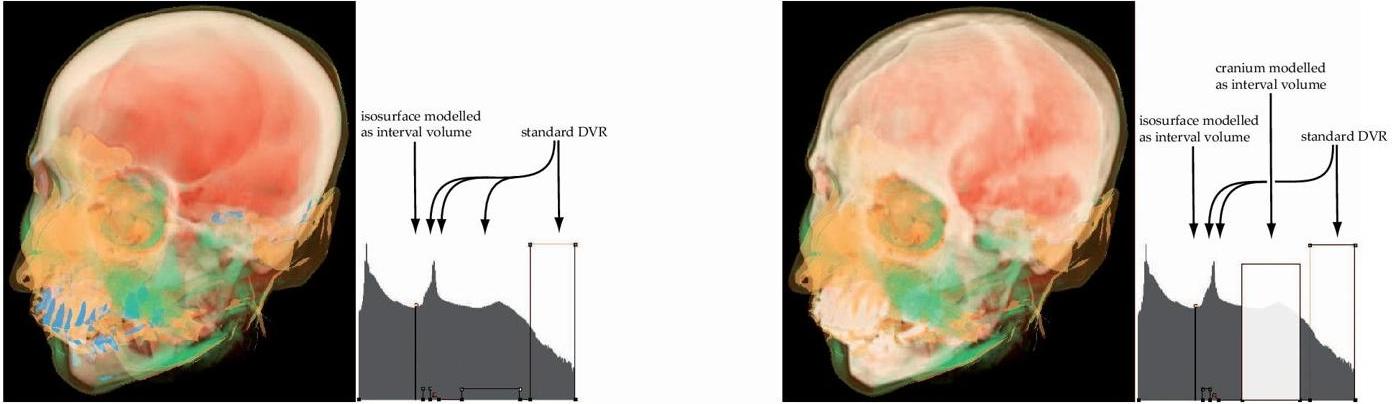 isosurface modelled
as interval volume
standard DVR
cranium modelled
as interval volume
isosurface modelled
as interval volume
standard DVR